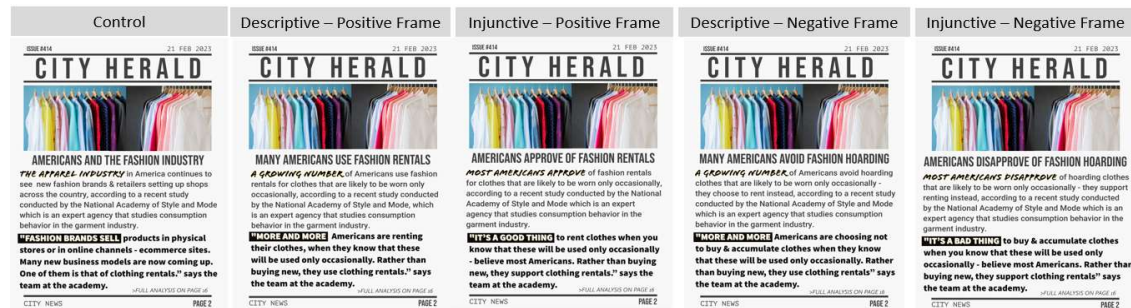 Control
ISSUE #414
21 FEB 2023
CITY HERALD
AMERICANS AND THE FASHION INDUSTRY
THE APPAREL INDUSTRY in America continues to
see new fashion brands & retailers setting up shops
across the country, according to a recent study
conducted by the National Academy of Style and Mode
which is an expert agency that studies consumption
behavior in the garment industry.
"FASHION BRANDS SELL products in physical
stores or in online channels - ecommerce sites.
Many new business models are now coming up.
One of them is that of clothing rentals." says the
team at the academy.
>FULL ANALYSIS ON PAGE 16
CITY NEWS
PAGE 2
Descriptive – Positive Frame
ISSUE #414
21 FEB 2023
CITY HERALD
MANY AMERICANS USE FASHION RENTALS
A GROWING NUMBER of Americans use fashion
rentals for clothes that are likely to be worn only
occasionally, according to a recent study conducted
by the National Academy of Style and Mode which
is an expert agency that studies consumption
behavior in the garment industry.
"MORE AND MORE Americans are renting
their clothes, when they know that these
will be used only occasionally. Rather than
buying new, they use clothing rentals." says
the team at the academy.
>FULL ANALYSIS ON PAGE 16
CITY NEWS
PAGE 2
Injunctive – Positive Frame
ISSUE #414
21 FEB 2023
CITY HERALD
AMERICANS APPROVE OF FASHION RENTALS
MOST AMERICANS APPROVE of fashion rentals
for clothes that are likely to be worn only occasionally,
according to a recent study conducted by the National
Academy of Style and Mode which is an expert
agency that studies consumption behavior in the
garment industry.
"IT'S A GOOD THING to rent clothes when you
know that these will be used only occasionally
- believe most Americans. Rather than buying
new, they support clothing rentals." says the
team at the academy.
>FULL ANALYSIS ON PAGE 16
CITY NEWS
PAGE 2
Descriptive – Negative Frame
ISSUE #414
21 FEB 2023
CITY HERALD
MANY AMERICANS AVOID FASHION HOARDING
A GROWING NUMBER of Americans avoid hoarding
clothes that are likely to be worn only occasionally -
they choose to rent instead, according to a recent study
conducted by the National Academy of Style and Mode
which is an expert agency that studies consumption
behavior in the garment industry.
"MORE AND MORE Americans are choosing not
to buy & accumulate clothes when they know
that these will be used only occasionally. Rather
than buying new, they use clothing rentals" says
the team at the academy.
>FULL ANALYSIS ON PAGE 16
CITY NEWS
PAGE 2
Injunctive – Negative Frame
ISSUE #414
21 FEB 2023
CITY HERALD
AMERICANS DISAPPROVE OF FASHION HOARDING
MOST AMERICANS DISAPPROVE of hoarding clothes
that are likely to be worn only occasionally - they support
renting instead, according to a recent study conducted
by the National Academy of Style and Mode which is an
expert agency that studies consumption behavior in the
garment industry.
"IT'S A BAD THING to buy & accumulate clothes
when you know that these will be used only
occasionally - believe most Americans. Rather than
buying new, they support clothing rentals" says
the team at the academy.
>FULL ANALYSIS ON PAGE 16
CITY NEWS
PAGE 2